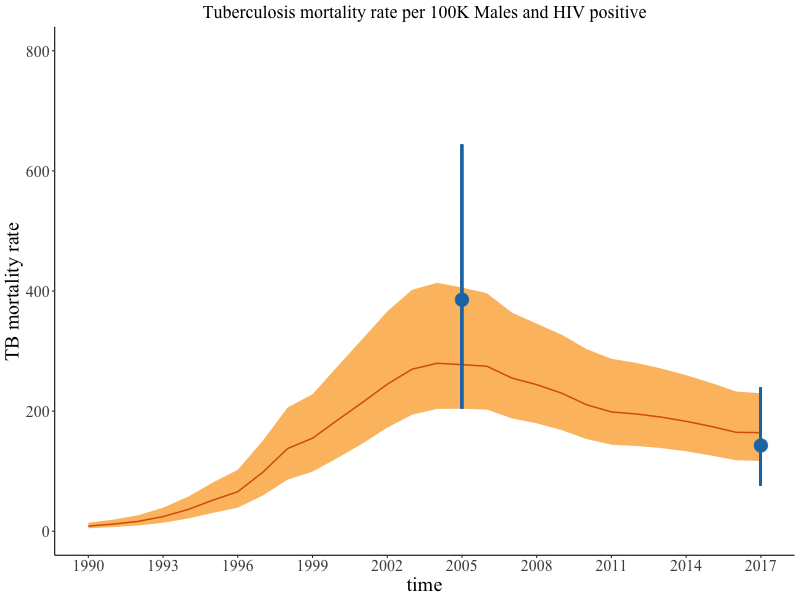 Tuberculosis mortality rate per 100K Males and HIV positive
TB mortality rate
800
600
400
200
0
1990 1993 1996 1999 2002 2005 2008 2011 2014 2017
time